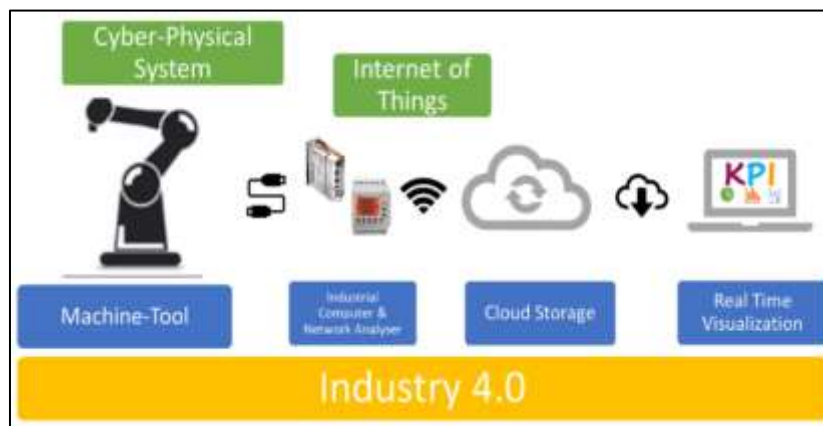 Cyber-Physical
System
Internet of
Things
KPI
Machine-Tool
Industrial
Computer &
Network Analyser
Cloud Storage
Real Time
Visualization
Industry 4.0